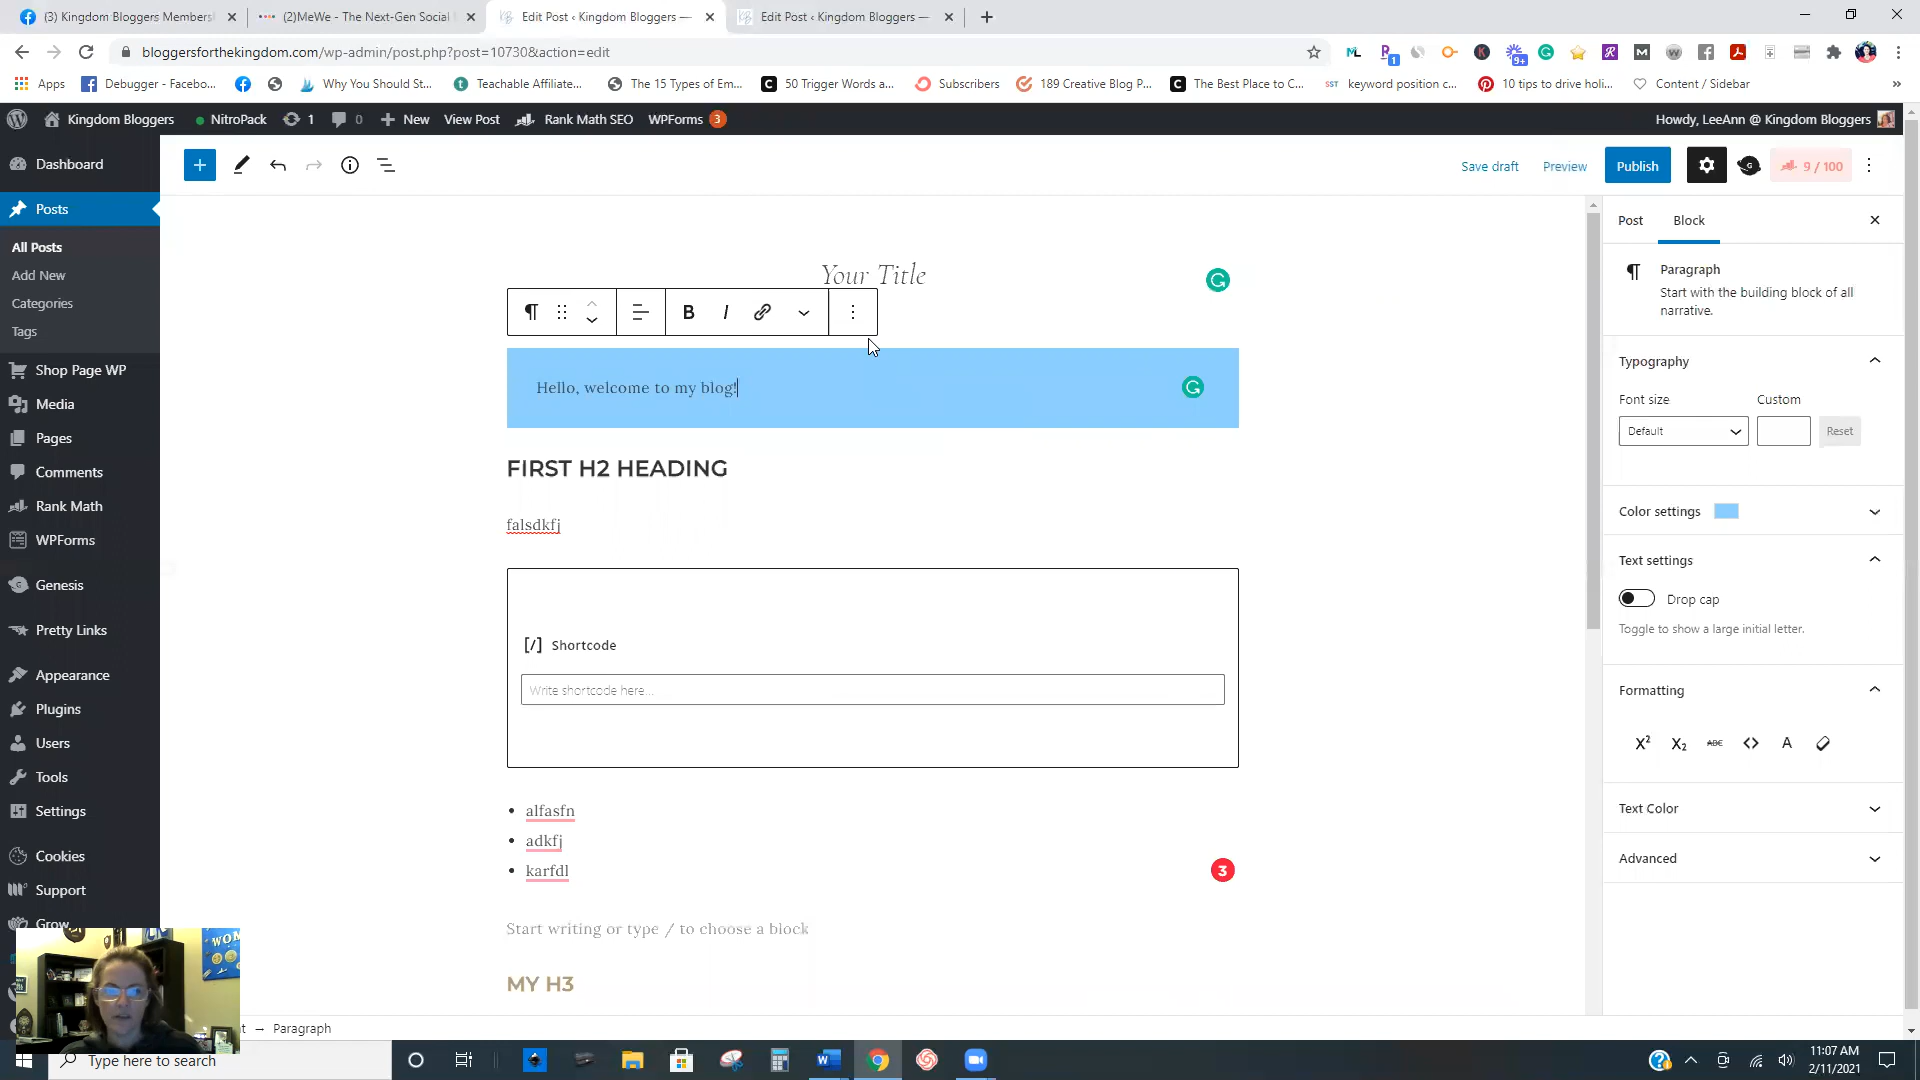 (3) Kingdom Bloggers Membersh
(2)MeWe - The Next-Gen Social
Edit Post ‹ Kingdom Bloggers —
Edit Post ‹ Kingdom Bloggers —
bloggersforthekingdom.com/wp-admin/post.php?post=10730&action=edit
Apps
Debugger - Facebo...
Why You Should St...
Teachable Affiliate...
The 15 Types of Em...
50 Trigger Words a...
Subscribers
189 Creative Blog P...
The Best Place to C...
keyword position c...
10 tips to drive holi...
Content / Sidebar
Kingdom Bloggers
NitroPack
1
0
New
View Post
Rank Math SEO
WPForms 3
Howdy, LeeAnn @ Kingdom Bloggers
Dashboard
Posts
All Posts
Add New
Categories
Tags
Shop Page WP
Media
Pages
Comments
Rank Math
WPForms
Genesis
Pretty Links
Appearance
Plugins
Users
Tools
Settings
Cookies
Support
Grow
Save draft
Preview
Publish
9 / 100
Your Title
B I
Hello, welcome to my blog!
FIRST H2 HEADING
falsdkfj
[/] Shortcode
Write shortcode here...
alfasfn
adkfj
karfdl
3
Start writing or type / to choose a block
MY H3
→ Paragraph
Post
Block
Paragraph
Start with the building block of all
narrative.
Typography
Font size
Custom
Default
Reset
Color settings
Text settings
Drop cap
Toggle to show a large initial letter.
Formatting
X² X₂ ABC <> A
Text Color
Advanced
Type here to search
11:07 AM
2/11/2021